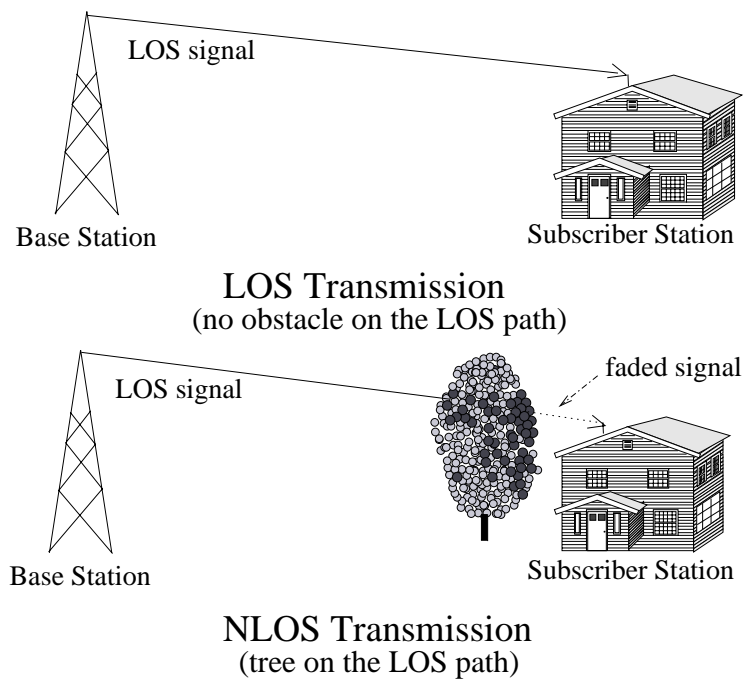 LOS signal
Base Station
Subscriber Station
LOS Transmission
(no obstacle on the LOS path)
faded signal
LOS signal
Base Station
Subscriber Station
NLOS Transmission
(tree on the LOS path)